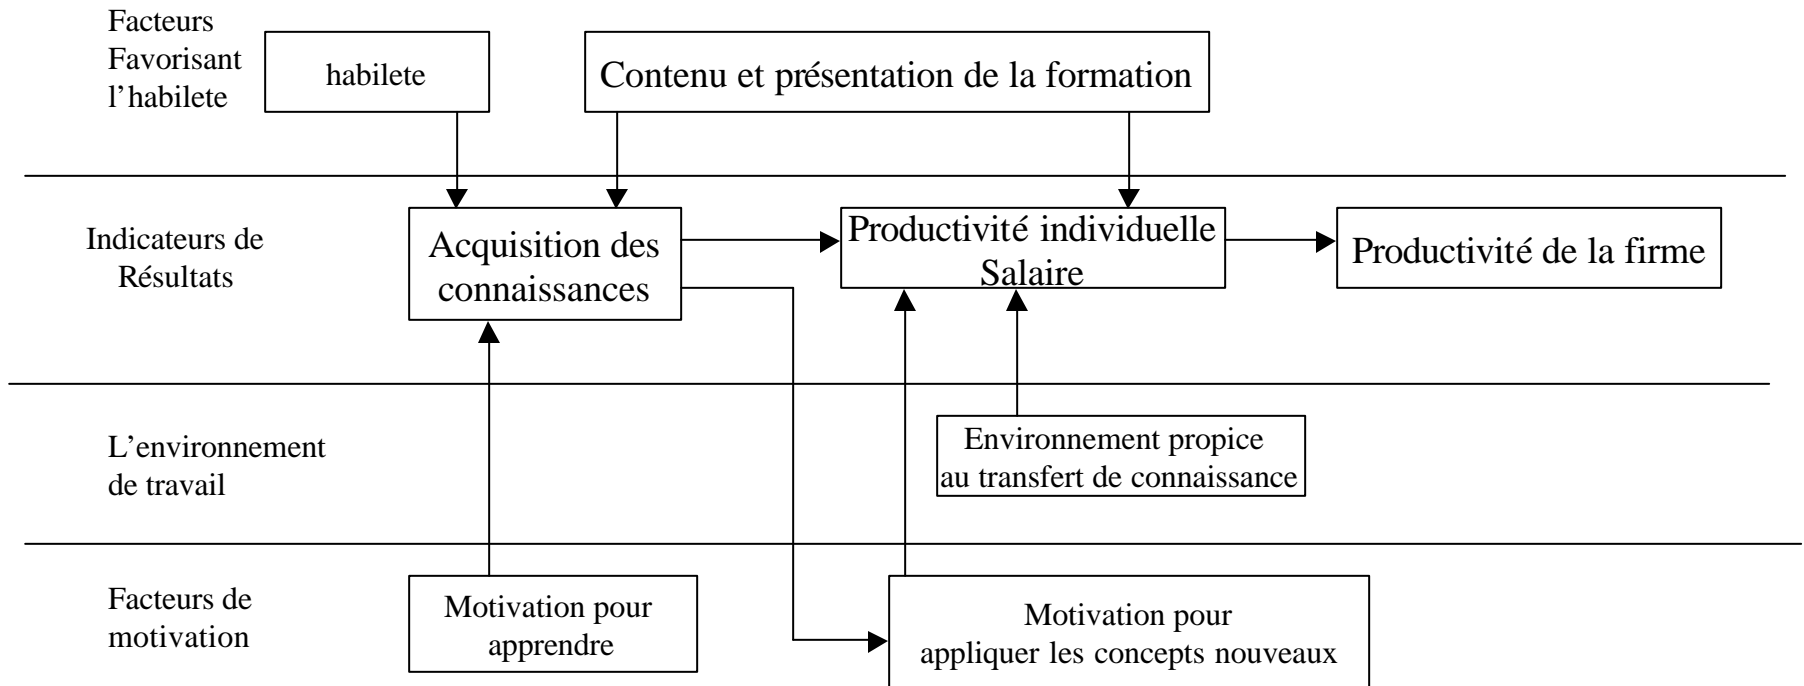 Facteurs
Favorisant
l’habilete
habilete
Contenu et présentation de la formation
Indicateurs de
Résultats
Acquisition des
connaissances
Productivité individuelle
Salaire
Productivité de la firme
L’environnement
de travail
Environnement propice
au transfert de connaissance
Facteurs de
motivation
Motivation pour
apprendre
Motivation pour
appliquer les concepts nouveaux